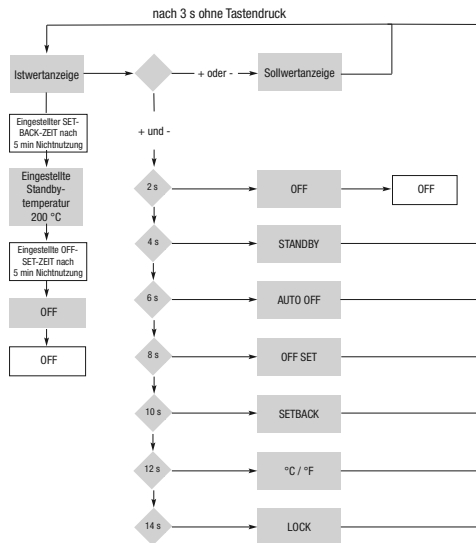 nach 3 s ohne Tastendruck
Istwertanzeige
+ oder -
Sollwertanzeige
Eingestellter SET-
BACK-ZEIT nach
5 min Nichtnutzung
+ und -
Eingestellte
Standby-
temperatur
200 °C
2 s
OFF
OFF
4 s
STANDBY
Eingestellte OFF-
SET-ZEIT nach
5 min Nichtnutzung
6 s
AUTO OFF
OFF
8 s
OFF SET
OFF
10 s
SETBACK
12 s
°C / °F
14 s
LOCK